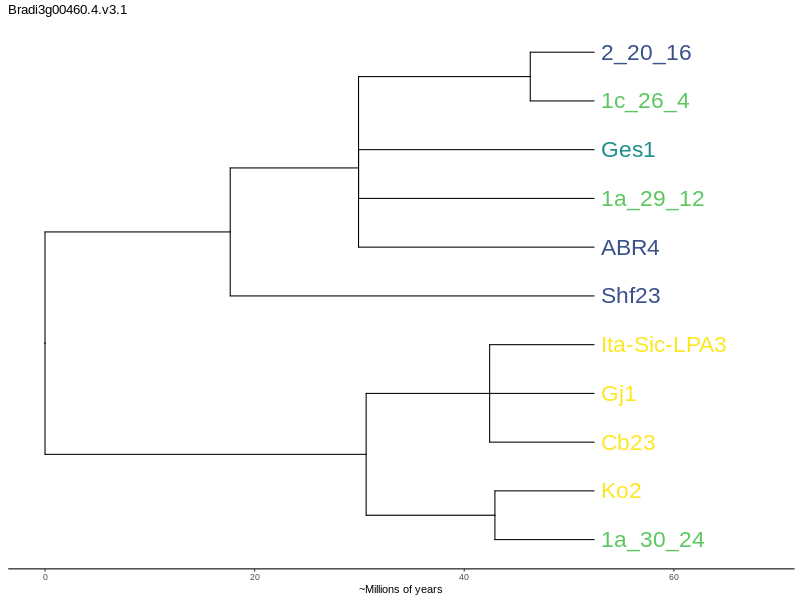 Bradi3g00460.4.v3.1
2_20_16
1c_26_4
Ges1
1a_29_12
ABR4
Shf23
Ita-Sic-LPA3
Gj1
Cb23
Ko2
1a_30_24
0 20 40 60
~Millions of years